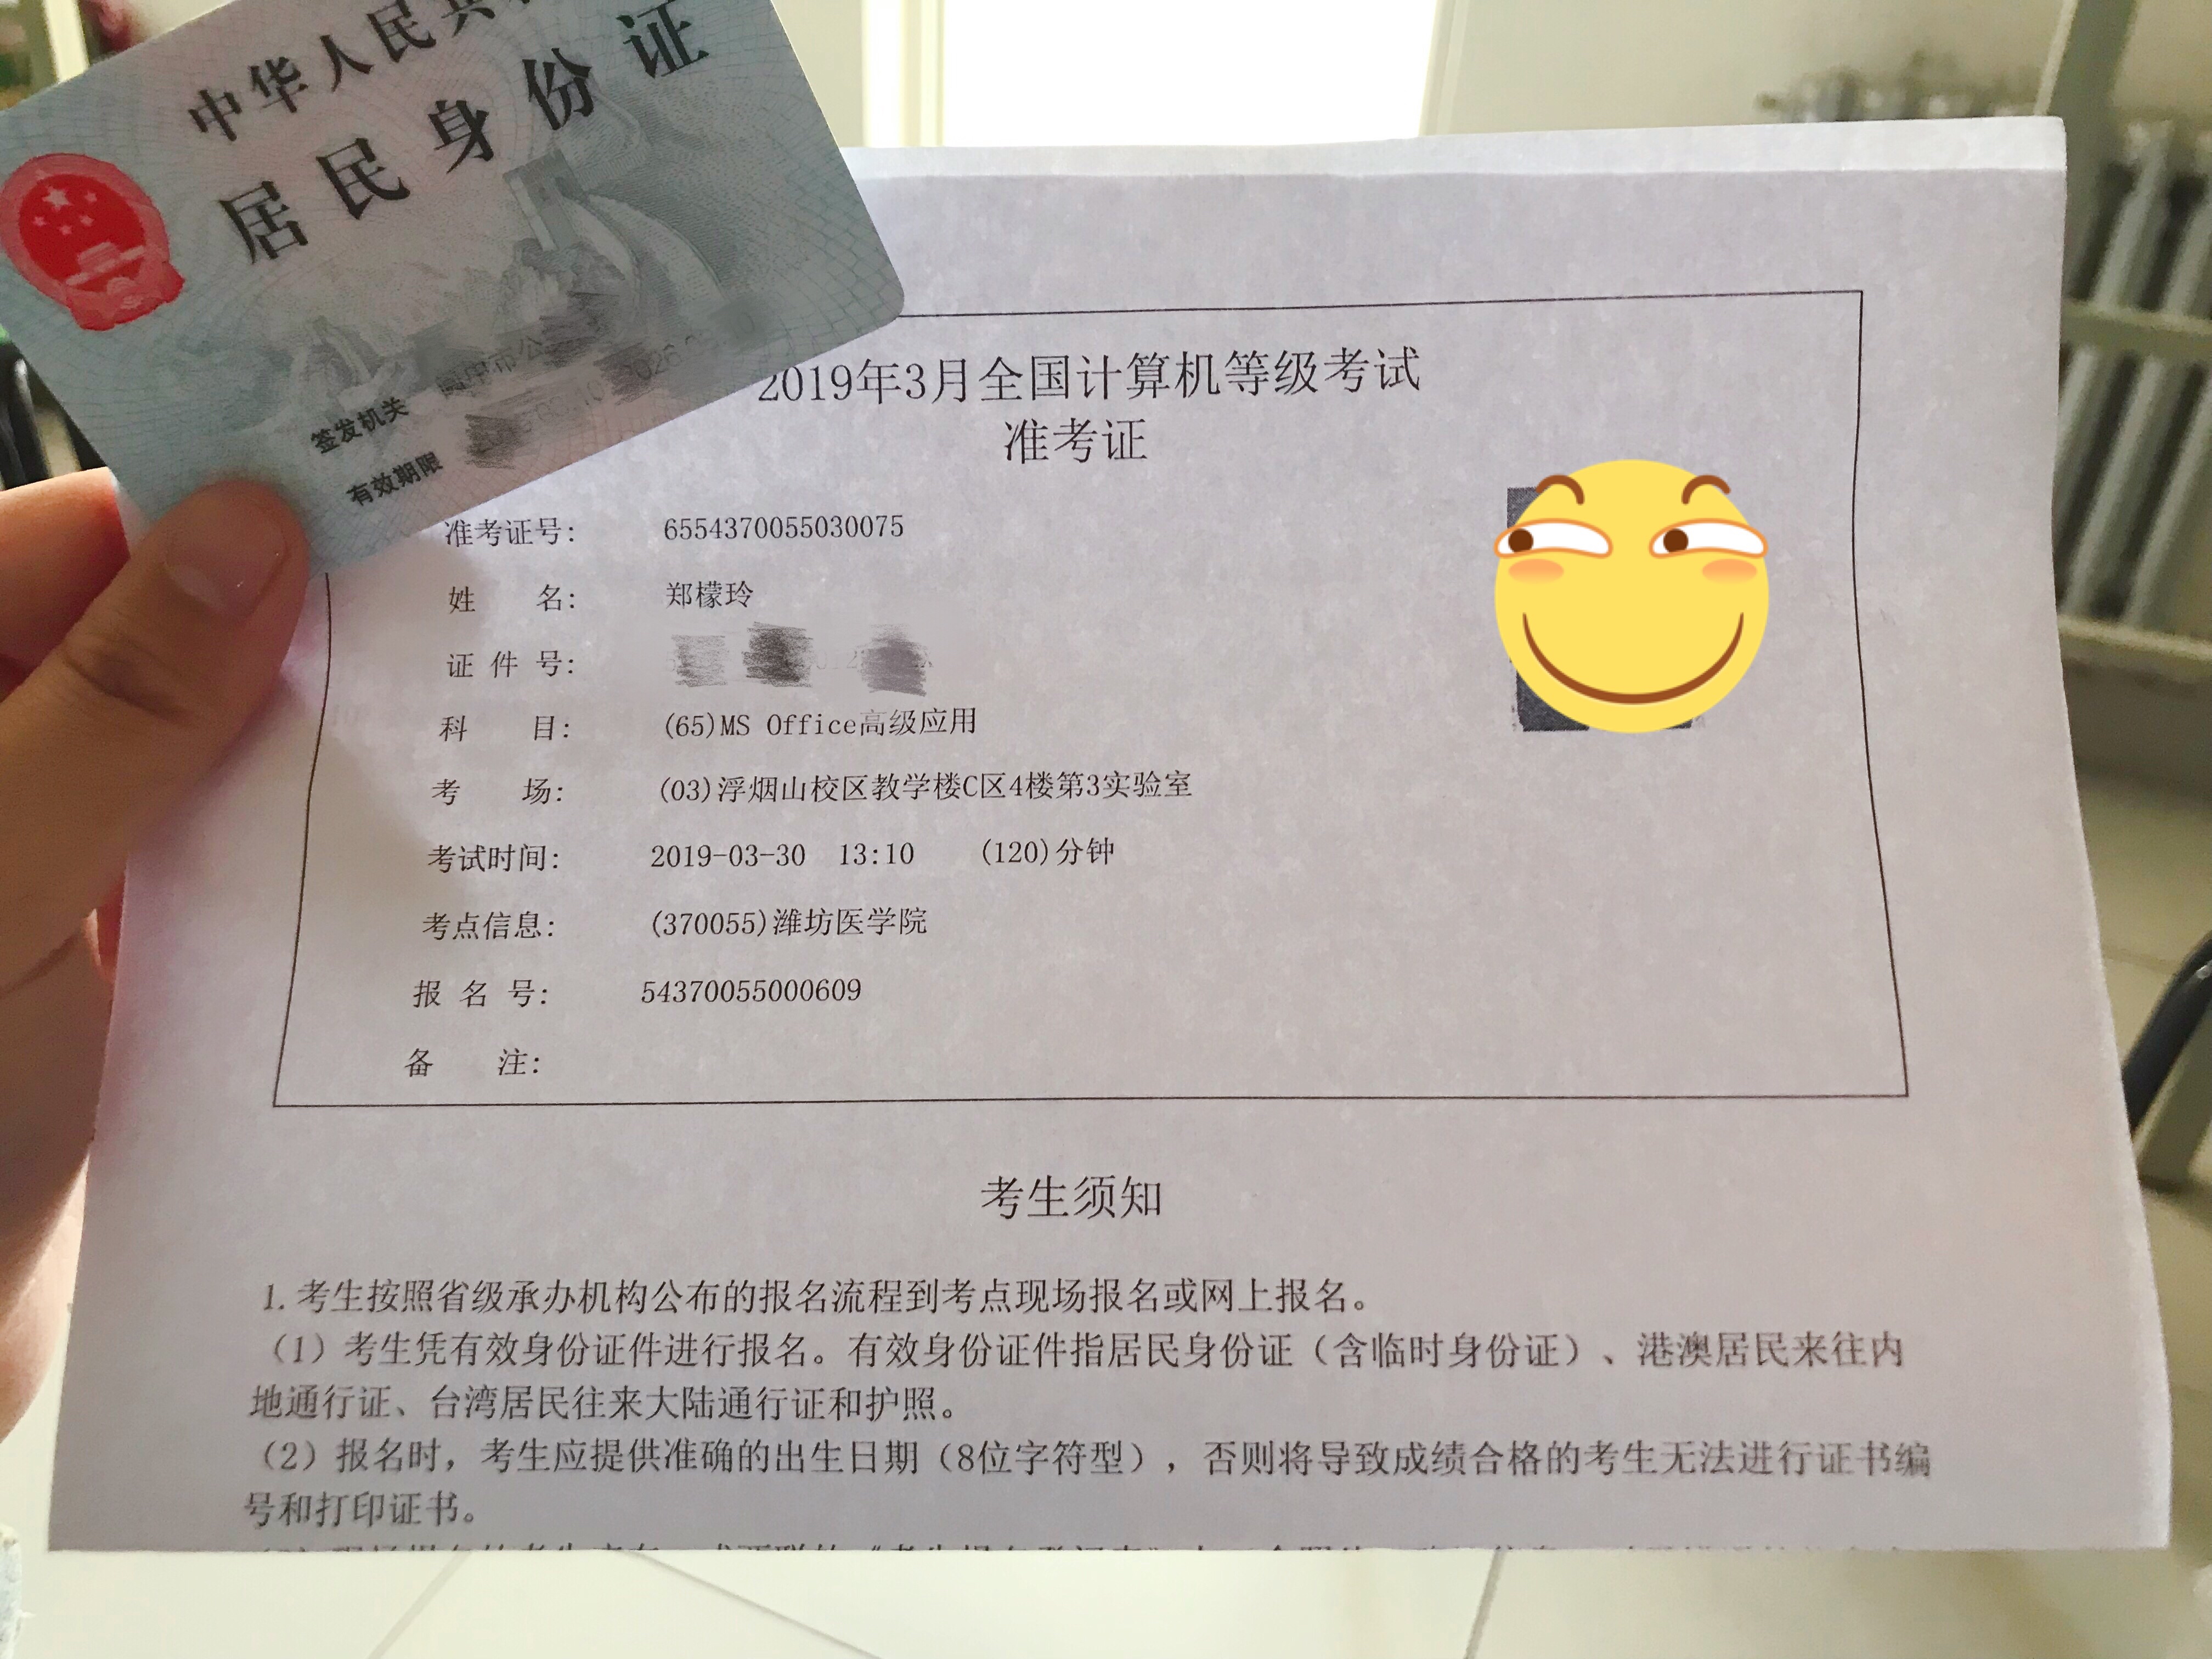 中华人民共
居民身份证
签发机关
有效期限
2019年3月全国计算机等级考试
准考证
准考证号: 6554370055030075
姓 名: 郑檬玲
证 件 号:
科 目: (65)MS Office高级应用
考 场: (03)浮烟山校区教学楼C区4楼第3实验室
考试时间: 2019-03-30 13:10 (120)分钟
考点信息: (370055)潍坊医学院
报 名 号: 54370055000609
备 注:
考生须知
1. 考生按照省级承办机构公布的报名流程到考点现场报名或网上报名。
(1) 考生凭有效身份证件进行报名。有效身份证件指居民身份证（含临时身份证）、港澳居民来往内
地通行证、台湾居民往来大陆通行证和护照。
(2) 报名时，考生应提供准确的出生日期（8位字符型），否则将导致成绩合格的考生无法进行证书编
号和打印证书。